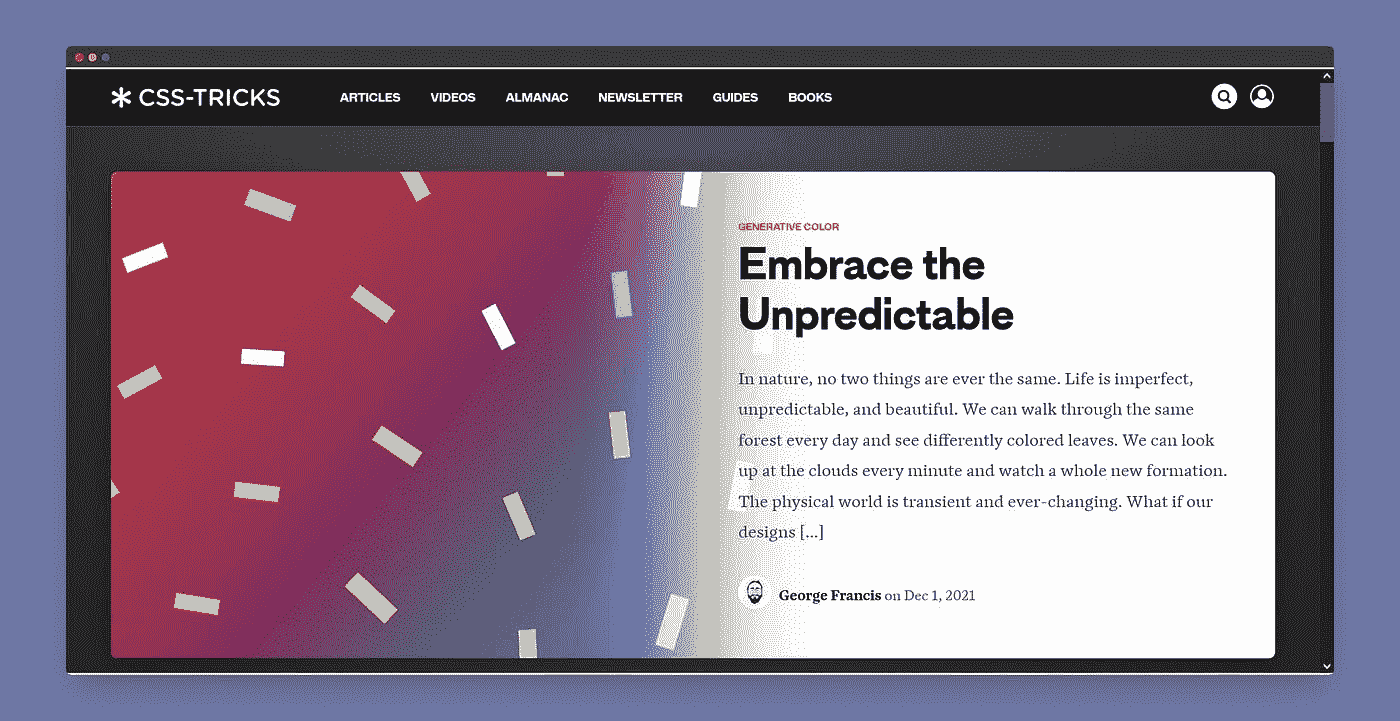 CSS-TRICKS
ARTICLES VIDEOS ALMANAC NEWSLETTER GUIDES BOOKS
GENERATIVE COLOR
Embrace the
Unpredictable
In nature, no two things are ever the same. Life is imperfect,
unpredictable, and beautiful. We can walk through the same
forest every day and see differently colored leaves. We can look
up at the clouds every minute and watch a whole new formation.
The physical world is transient and ever-changing. What if our
designs [...]
George Francis on Dec 1, 2021